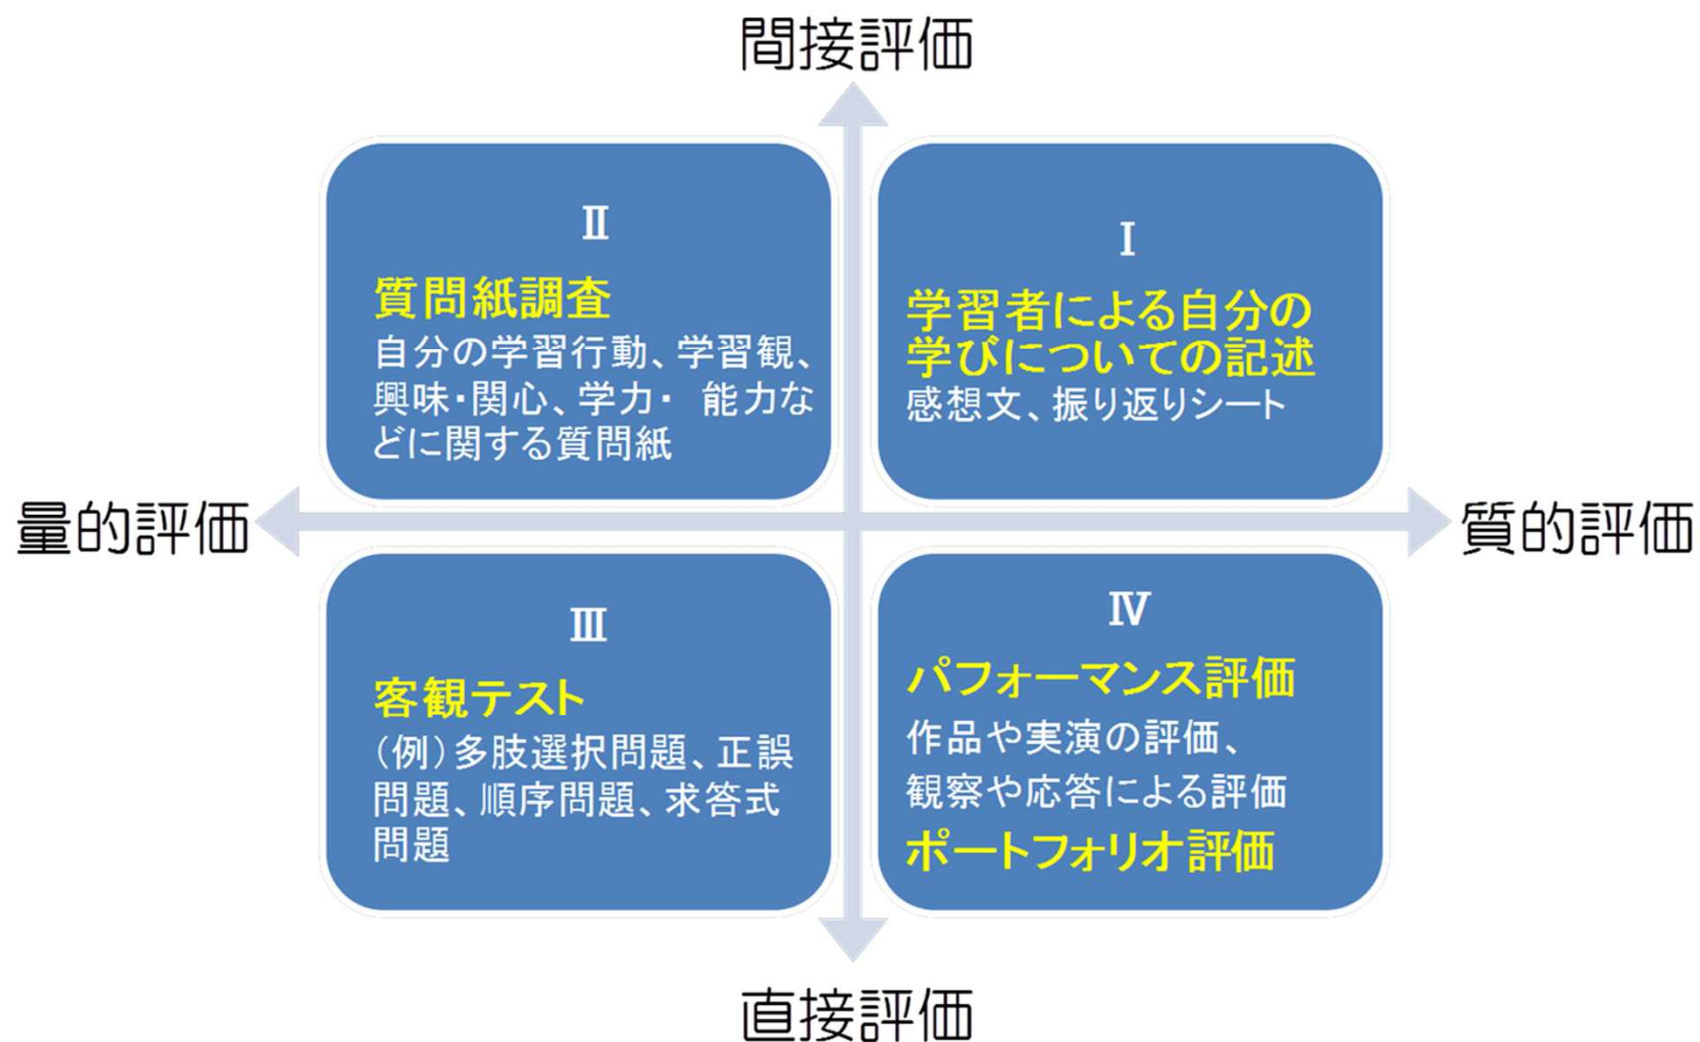 間接評価
Ⅱ
質問紙調査
自分の学習行動、学習観、
興味・関心、学力・ 能力な
どに関する質問紙
Ⅰ
学習者による自分の
学びについての記述
感想文、振り返りシート
量的評価
質的評価
Ⅲ
客観テスト
(例)多肢選択問題、正誤
問題、順序問題、求答式
問題
Ⅳ
パフォーマンス評価
作品や実演の評価、
観察や応答による評価
ポートフォリオ評価
直接評価